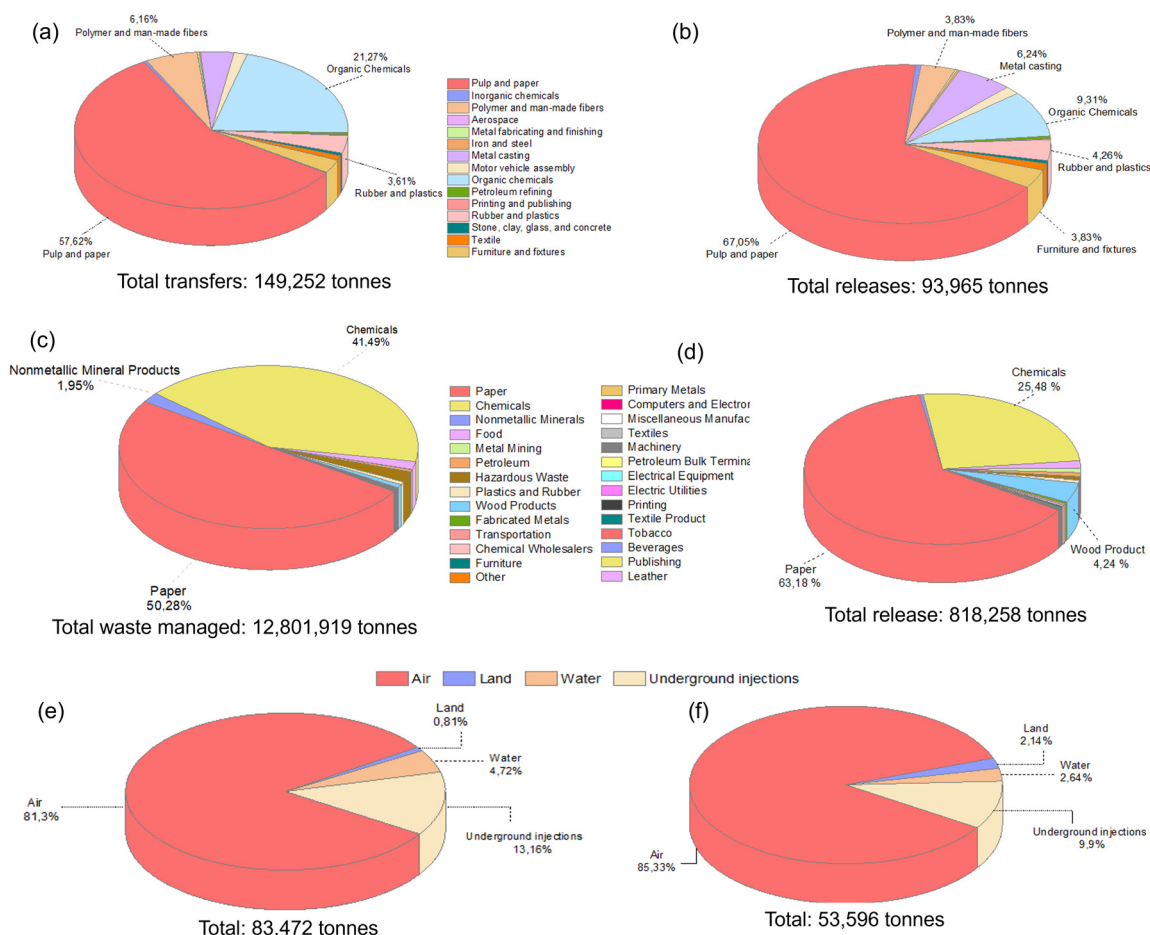 (a)
6,16%
Polymer and man-made fibers
21,27%
Organic Chemicals
3,61%
Rubber and plastics
57,62%
Pulp and paper
Total transfers: 149,252 tonnes
Pulp and paper
Inorganic chemicals
Polymer and man-made fibers
Aerospace
Metal fabricating and finishing
Iron and steel
Metal casting
Motor vehicle assembly
Organic chemicals
Petroleum refining
Printing and publishing
Rubber and plastics
Stone, clay, glass, and concrete
Textile
Furniture and fixtures
(b)
3,83%
Polymer and man-made fibers
6,24%
Metal casting
9,31%
Organic Chemicals
4,26%
Rubber and plastics
3,83%
Furniture and fixtures
67,05%
Pulp and paper
Total releases: 93,965 tonnes
(c)
Chemicals
41,49%
Nonmetallic Mineral Products
1,95%
Paper
50,28%
Total waste managed: 12,801,919 tonnes
Paper
Chemicals
Nonmetallic Minerals
Food
Metal Mining
Petroleum
Hazardous Waste
Plastics and Rubber
Wood Products
Fabricated Metals
Transportation
Chemical Wholesalers
Furniture
Other
Primary Metals
Computers and Electron
Miscellaneous Manufac
Textiles
Machinery
Petroleum Bulk Termina
Electrical Equipment
Electric Utilities
Printing
Textile Product
Tobacco
Beverages
Publishing
Leather
(d)
Chemicals
25,48 %
Wood Product
4,24 %
Paper
63,18 %
Total release: 818,258 tonnes
Air
Land
Water
Underground injections
(e)
Land
0,81%
Water
4,72%
Air
81,3%
Underground injections
13,16%
Total: 83,472 tonnes
(f)
Land
2,14%
Water
2,64%
Underground injections
9,9%
Air
85,33%
Total: 53,596 tonnes